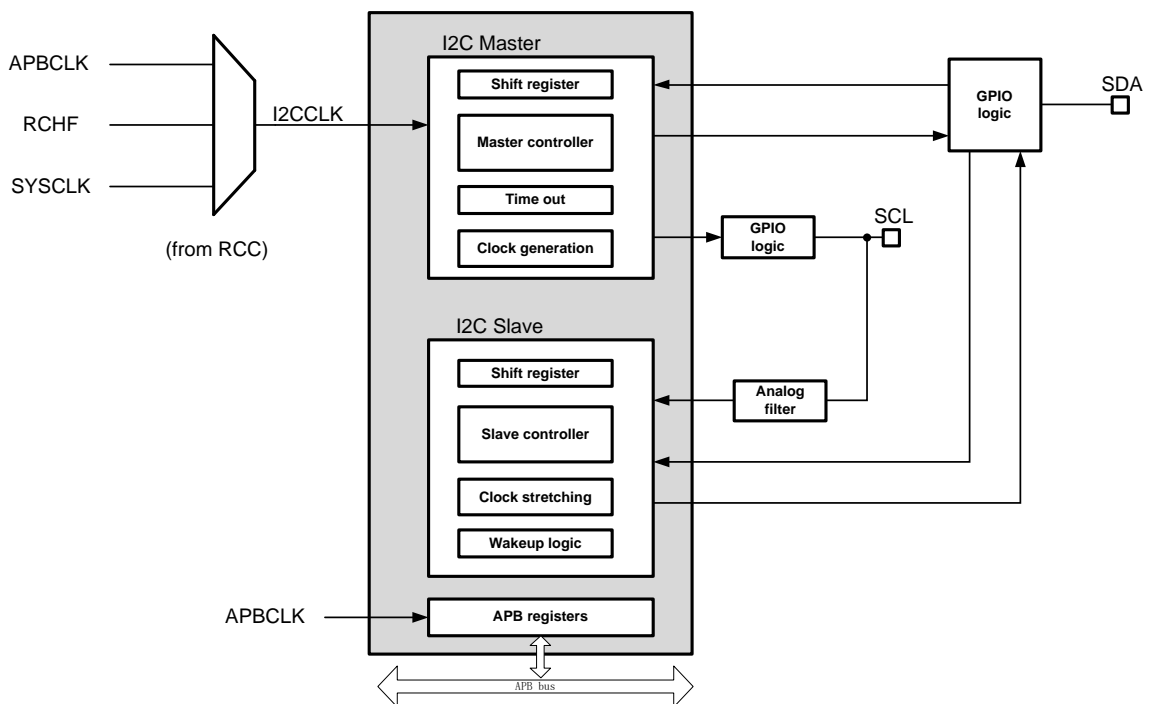 APBCLK
RCHF
SYSCLK
(from RCC)
I2CCLK
I2C Master
Shift register
Master controller
Time out
Clock generation
GPIO
logic
SDA
GPIO
logic
SCL
I2C Slave
Shift register
Slave controller
Clock stretching
Wakeup logic
Analog
filter
APBCLK
APB registers
APB bus